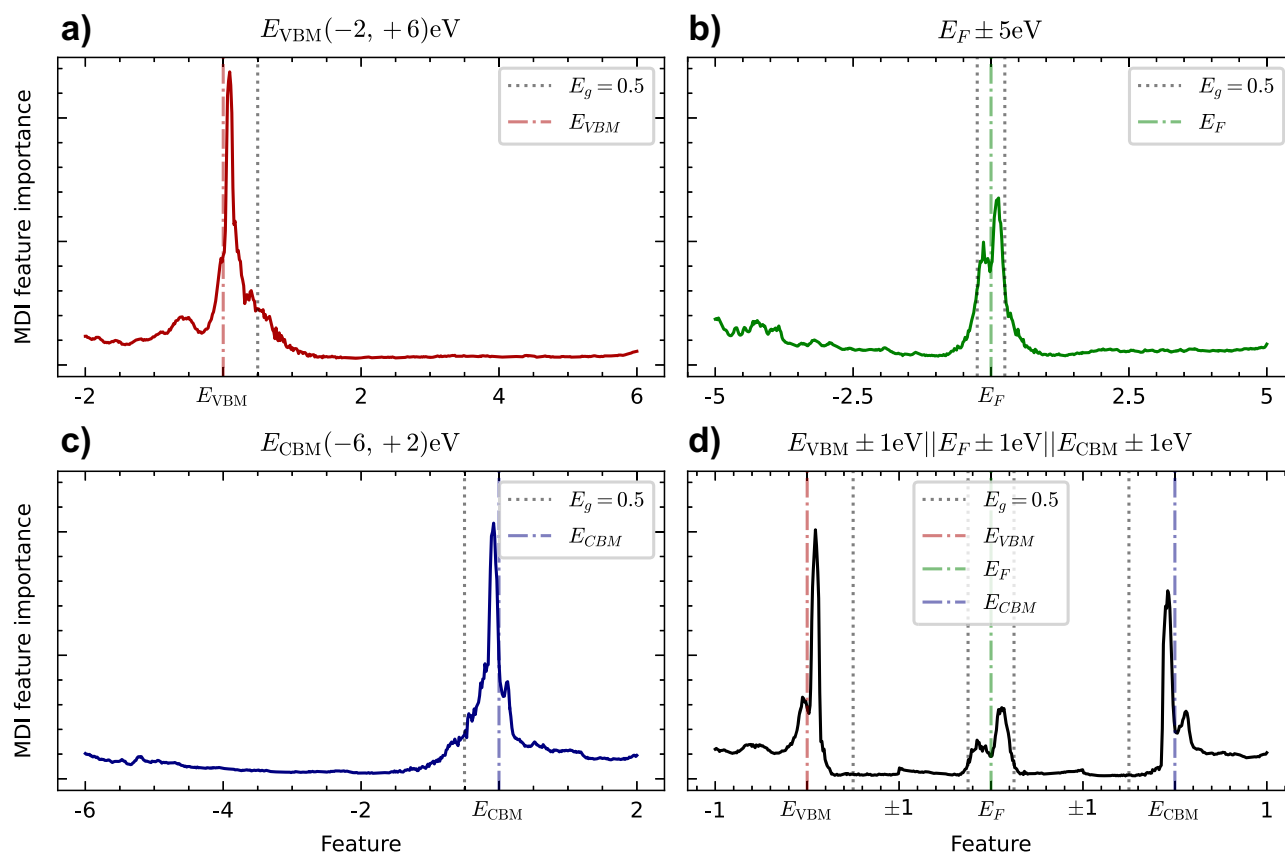 a)
E_VBM(−2, +6)eV
MDI feature importance
E_g = 0.5
E_VBM
-2
E_VBM
2
4
6
b)
E_F ± 5eV
E_g = 0.5
E_F
-5
-2.5
E_F
2.5
5
c)
E_CBM(−6, +2)eV
MDI feature importance
E_g = 0.5
E_CBM
-6
-4
-2
E_CBM
2
Feature
d)
E_VBM ± 1eV||E_F ± 1eV||E_CBM ± 1eV
E_g = 0.5
E_VBM
E_F
E_CBM
-1
E_VBM
±1
E_F
±1
E_CBM
1
Feature